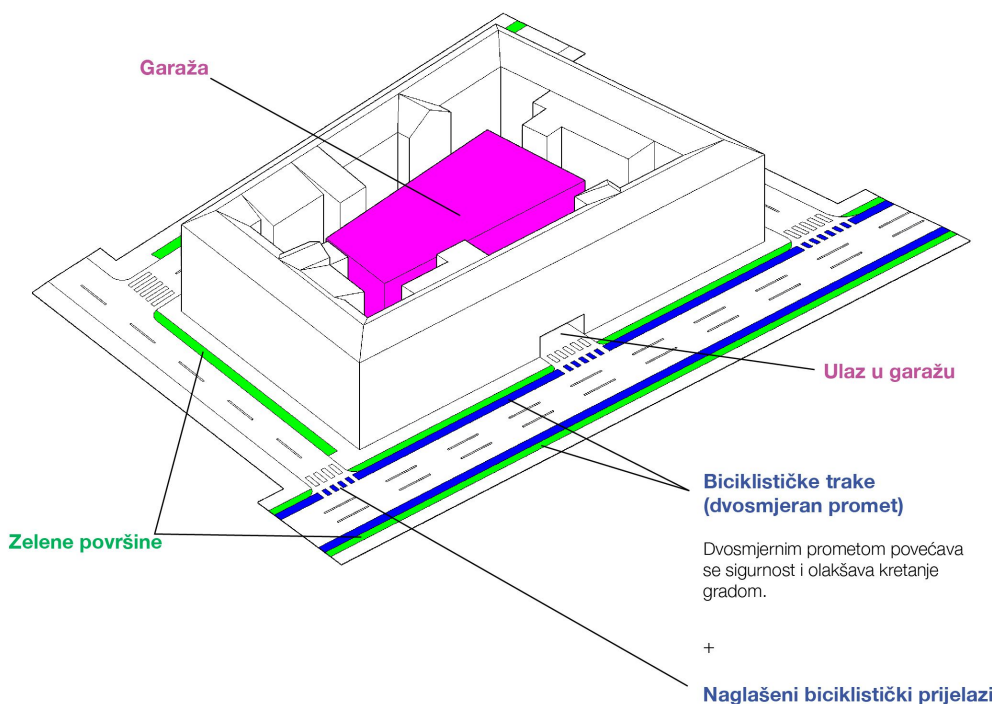 Garaža
Ulaz u garažu
Biciklističke trake
(dvosmjeran promet)
Zelene površine
Dvosmjernim prometom povećava
se sigurnost i olakšava kretanje
gradom.
+
Naglašeni biciklistički prijelazi